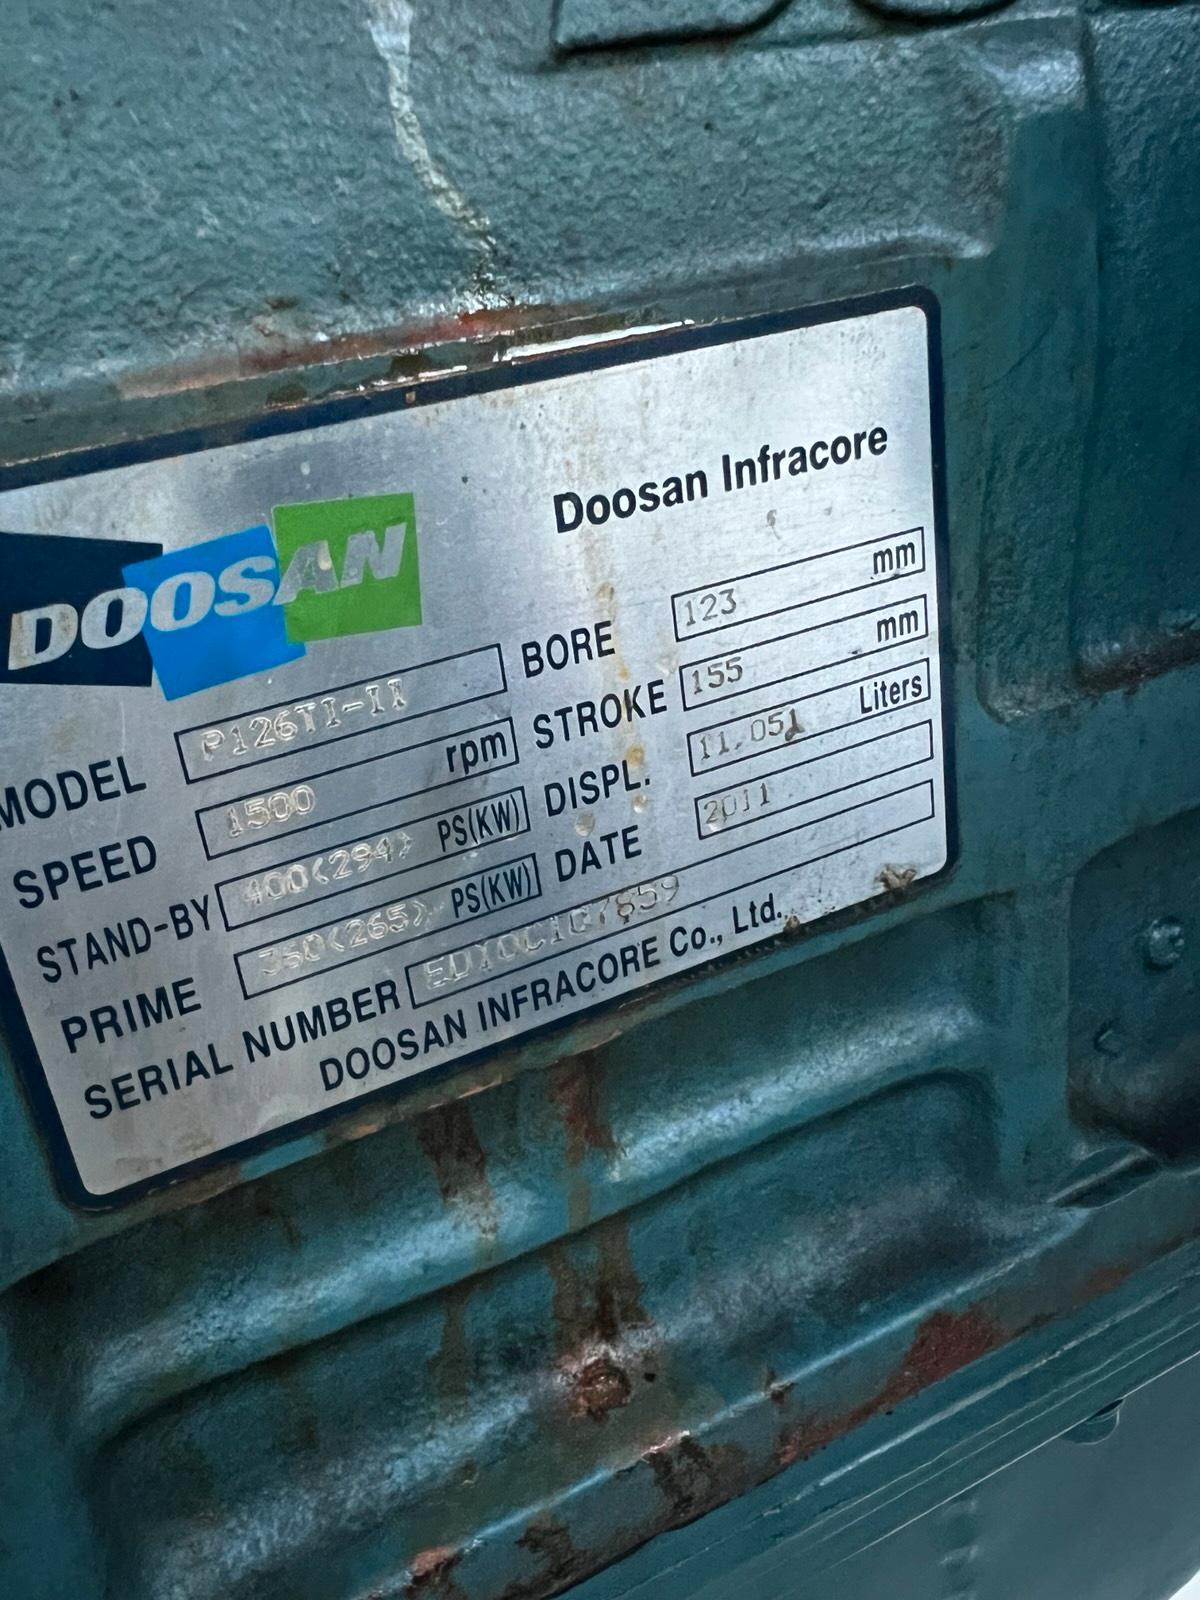 Doosan Infracore
DOOSAN
MODEL P126TI-II
SPEED 1500 rpm
STAND-BY 400(294) PS(KW)
PRIME 360(265) PS(KW)
BORE 123 mm
STROKE 155 mm
DISPL. 11.051 Liters
DATE 2011
SERIAL NUMBER
DOOSAN INFRACORE Co., Ltd.